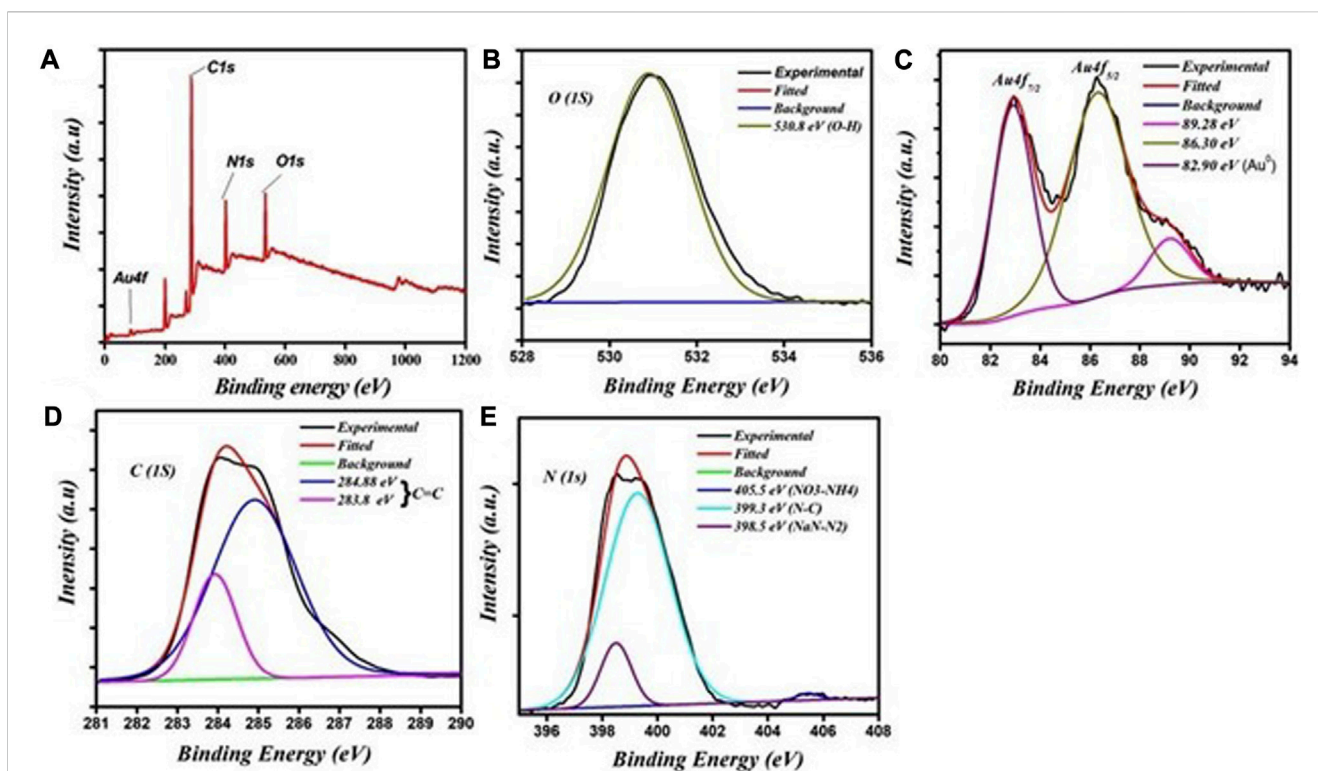 A
C1s
N1s
O1s
Au4f
Intensity (a.u)
0 200 400 600 800 1000 1200
Binding energy (eV)
B
O (1S)
Experimental
Fitted
Background
530.8 eV (O-H)
Intensity (a.u.)
528 530 532 534 536
Binding Energy (eV)
C
Au4f7/2
Au4f5/2
Experimental
Fitted
Background
89.28 eV
86.30 eV
82.90 eV (Au0)
Intensity (a.u.)
80 82 84 86 88 90 92 94
Binding Energy (eV)
D
C (1S)
Experimental
Fitted
Background
284.88 eV
283.8 eV
}C=C
Inensity (a.u)
281 282 283 284 285 286 287 288 289 290
Binding Energy (eV)
E
N (1s)
Experimental
Fitted
Background
405.5 eV (NO3-NH4)
399.3 eV (N-C)
398.5 eV (NaN-N2)
Intensity (a.u.)
396 398 400 402 404 406 408
Binding Energy (eV)